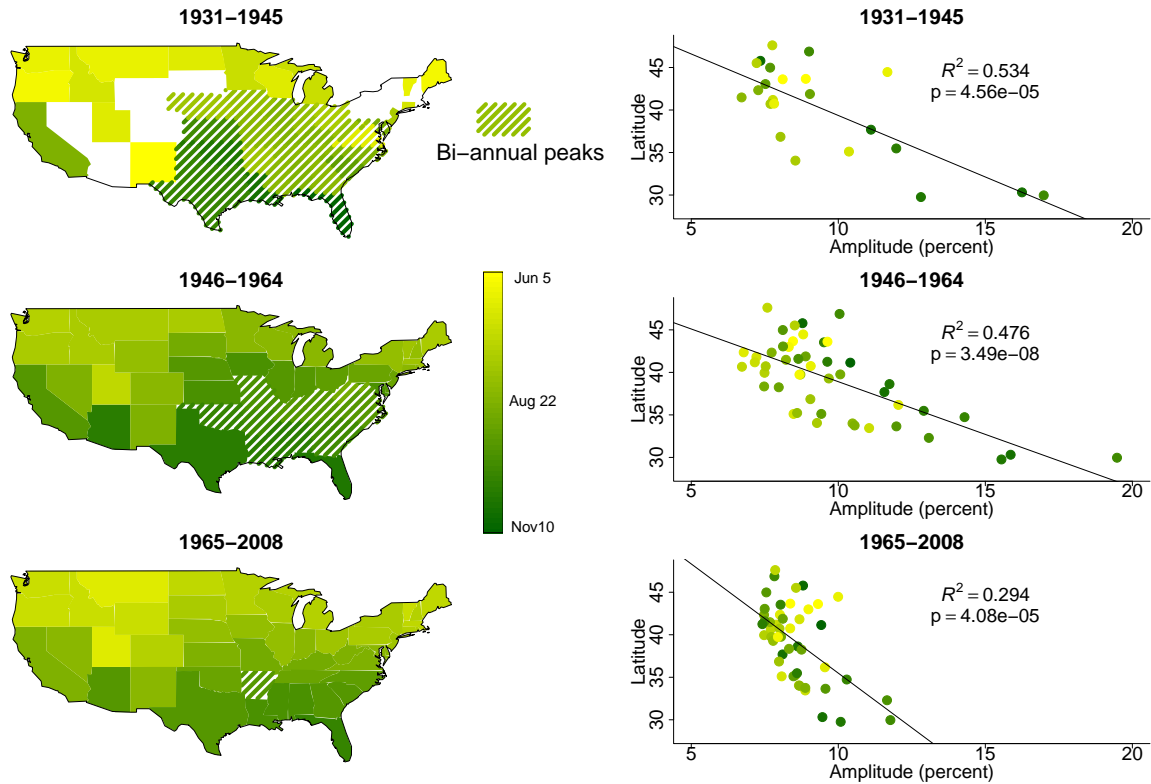 1931−1945
Bi−annual peaks
1931−1945
45
40
35
30
Latitude
R² = 0.534
p = 4.56e−05
5 10 15 20
Amplitude (percent)
1946−1964
Jun 5
Aug 22
Nov10
1946−1964
45
40
35
30
Latitude
R² = 0.476
p = 3.49e−08
5 10 15 20
Amplitude (percent)
1965−2008
1965−2008
45
40
35
30
Latitude
R² = 0.294
p = 4.08e−05
5 10 15 20
Amplitude (percent)